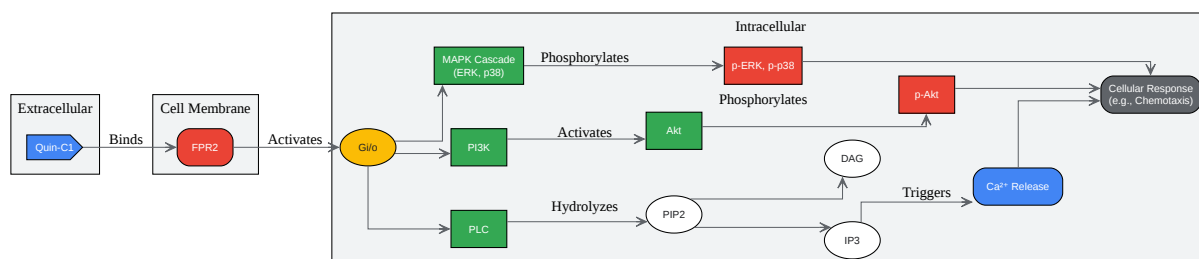 Intracellular
MAPK Cascade
(ERK, p38)
Phosphorylates
p-ERK, p-p38
Extracellular
Cell Membrane
Phosphorylates
p-Akt
Cellular Response
(e.g., Chemotaxis)
Quin-C1
Binds
FPR2
Activates
Gi/o
PI3K
Activates
Akt
DAG
PLC
Hydrolyzes
PIP2
IP3
Triggers
Ca²⁺ Release